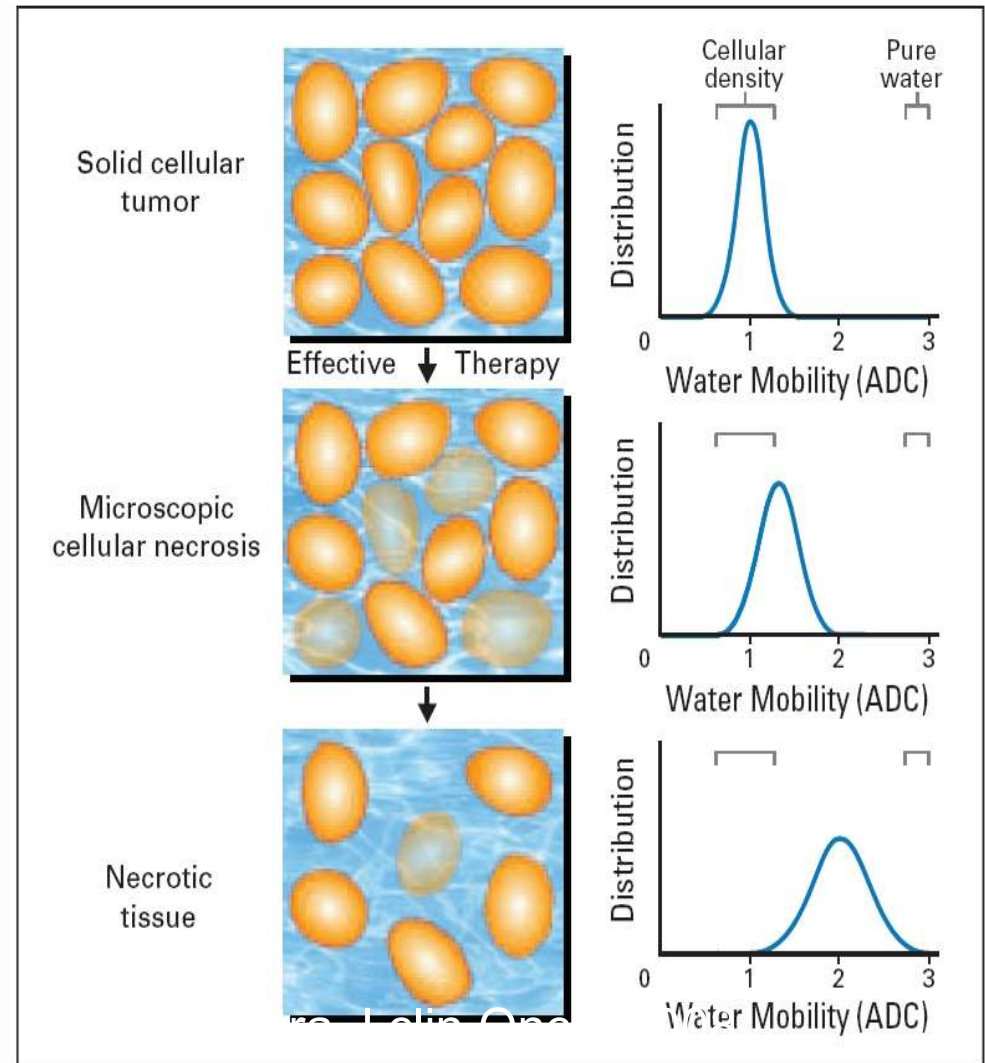 Solid cellular
tumor
Cellular
density
Pure
water
Distribution
0 1 2 3
Water Mobility (ADC)
Effective Therapy
Microscopic
cellular necrosis
Distribution
0 1 2 3
Water Mobility (ADC)
Necrotic
tissue
Distribution
0 1 2 3
Water Mobility (ADC)